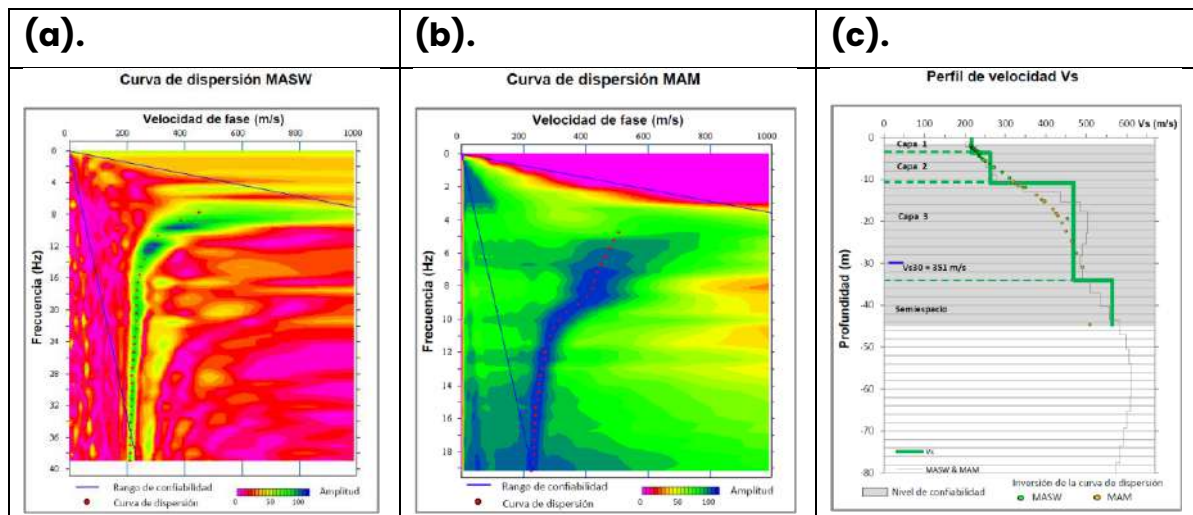 (a).
(b).
(c).
Curva de dispersión MASW
Velocidad de fase (m/s)
0 200 400 600 800 1000
Frecuencia (Hz)
0
4
8
12
16
20
24
28
32
36
40
Rango de confiabilidad
Curva de dispersión
Amplitud
0 50 100
Curva de dispersión MAM
Velocidad de fase (m/s)
0 200 400 600 800 1000
Frecuencia (Hz)
0
2
4
6
8
10
12
14
16
18
Rango de confiabilidad
Curva de dispersión
Amplitud
0 50 100
Perfil de velocidad Vs
0 100 200 300 400 500 600 Vs (m/s)
Profundidad (m)
0
-10
-20
-30
-40
-50
-60
-70
-80
Capa 1
Capa 2
Capa 3
Vs30 = 351 m/s
Semiespacio
Vs
MASW & MAM
Nivel de confiabilidad
Inversión de la curva de dispersión
MASW
MAM